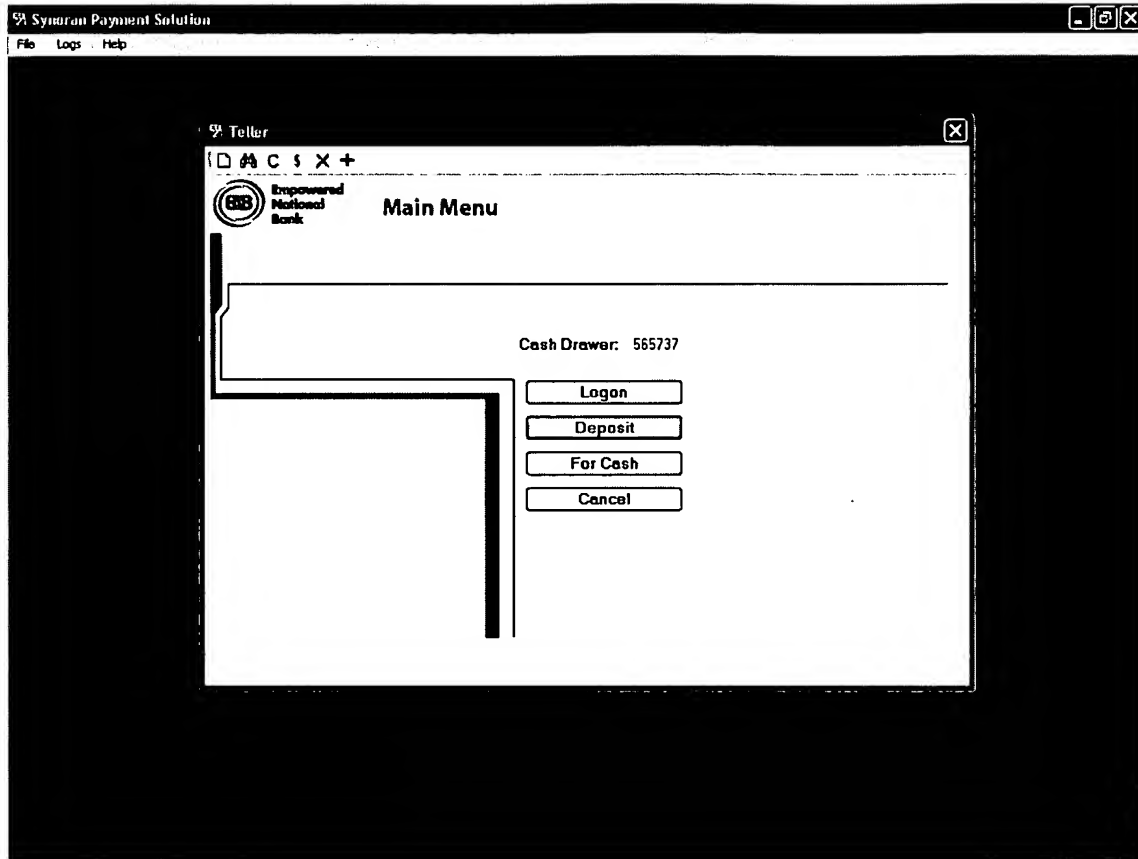 Synoran Payment Solution
File Logs Help
Teller
C $ X +
ENB
Empowered
National
Bank
Main Menu
Cash Drawer: 565737
Logon
Deposit
For Cash
Cancel